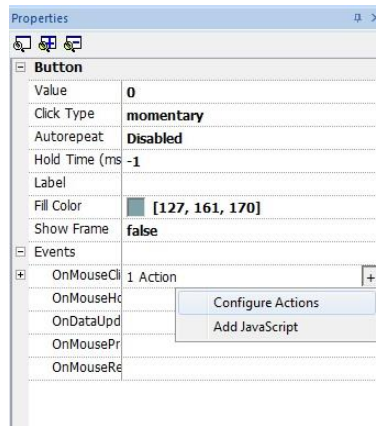 Properties
Button
Value 0
Click Type momentary
Autorepeat Disabled
Hold Time (ms -1
Label
Fill Color [127, 161, 170]
Show Frame false
Events
OnMouseCli 1 Action +
OnMouseHo
Configure Actions
OnDataUpd
Add JavaScript
OnMousePr
OnMouseRe